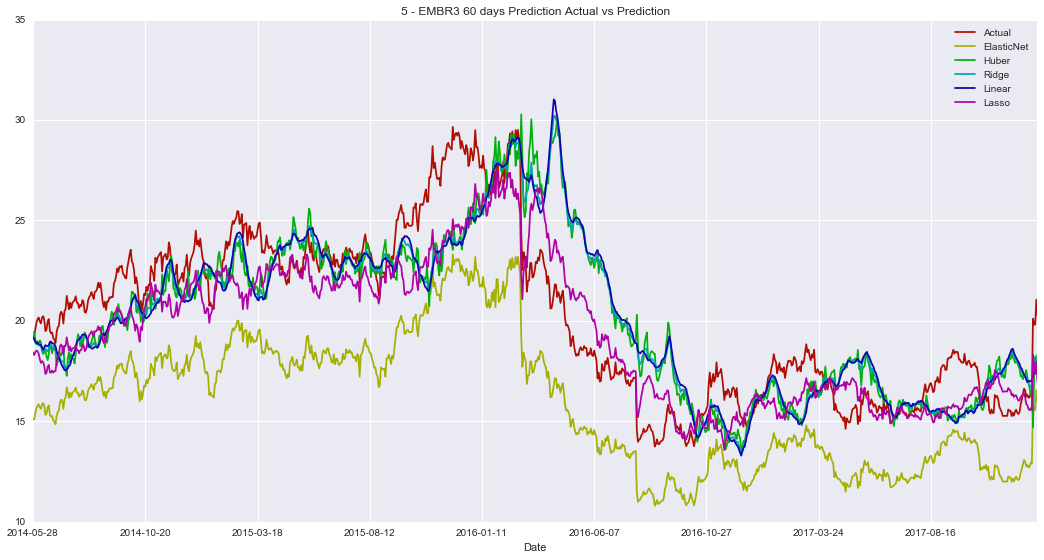 5 - EMBR3 60 days Prediction Actual vs Prediction
35
30
25
20
15
10
Actual
ElasticNet
Huber
Ridge
Linear
Lasso
2014-05-28 2014-10-20 2015-03-18 2015-08-12 2016-01-11 2016-06-07 2016-10-27 2017-03-24 2017-08-16
Date